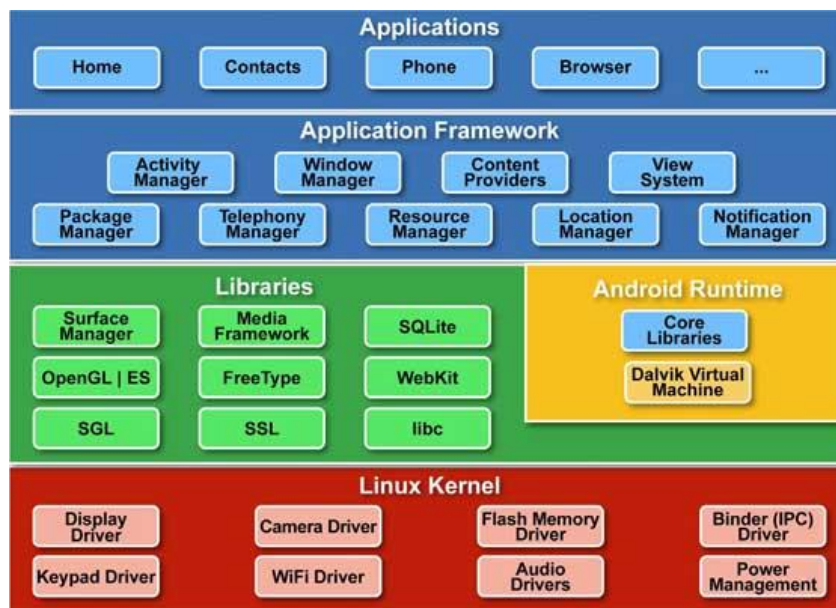 Applications
Home
Contacts
Phone
Browser
...
Application Framework
Activity
Manager
Window
Manager
Content
Providers
View
System
Package
Manager
Telephony
Manager
Resource
Manager
Location
Manager
Notification
Manager
Libraries
Surface
Manager
Media
Framework
SQLite
OpenGL | ES
FreeType
WebKit
SGL
SSL
libc
Android Runtime
Core
Libraries
Dalvik Virtual
Machine
Linux Kernel
Display
Driver
Camera Driver
Flash Memory
Driver
Binder (IPC)
Driver
Keypad Driver
WiFi Driver
Audio
Drivers
Power
Management